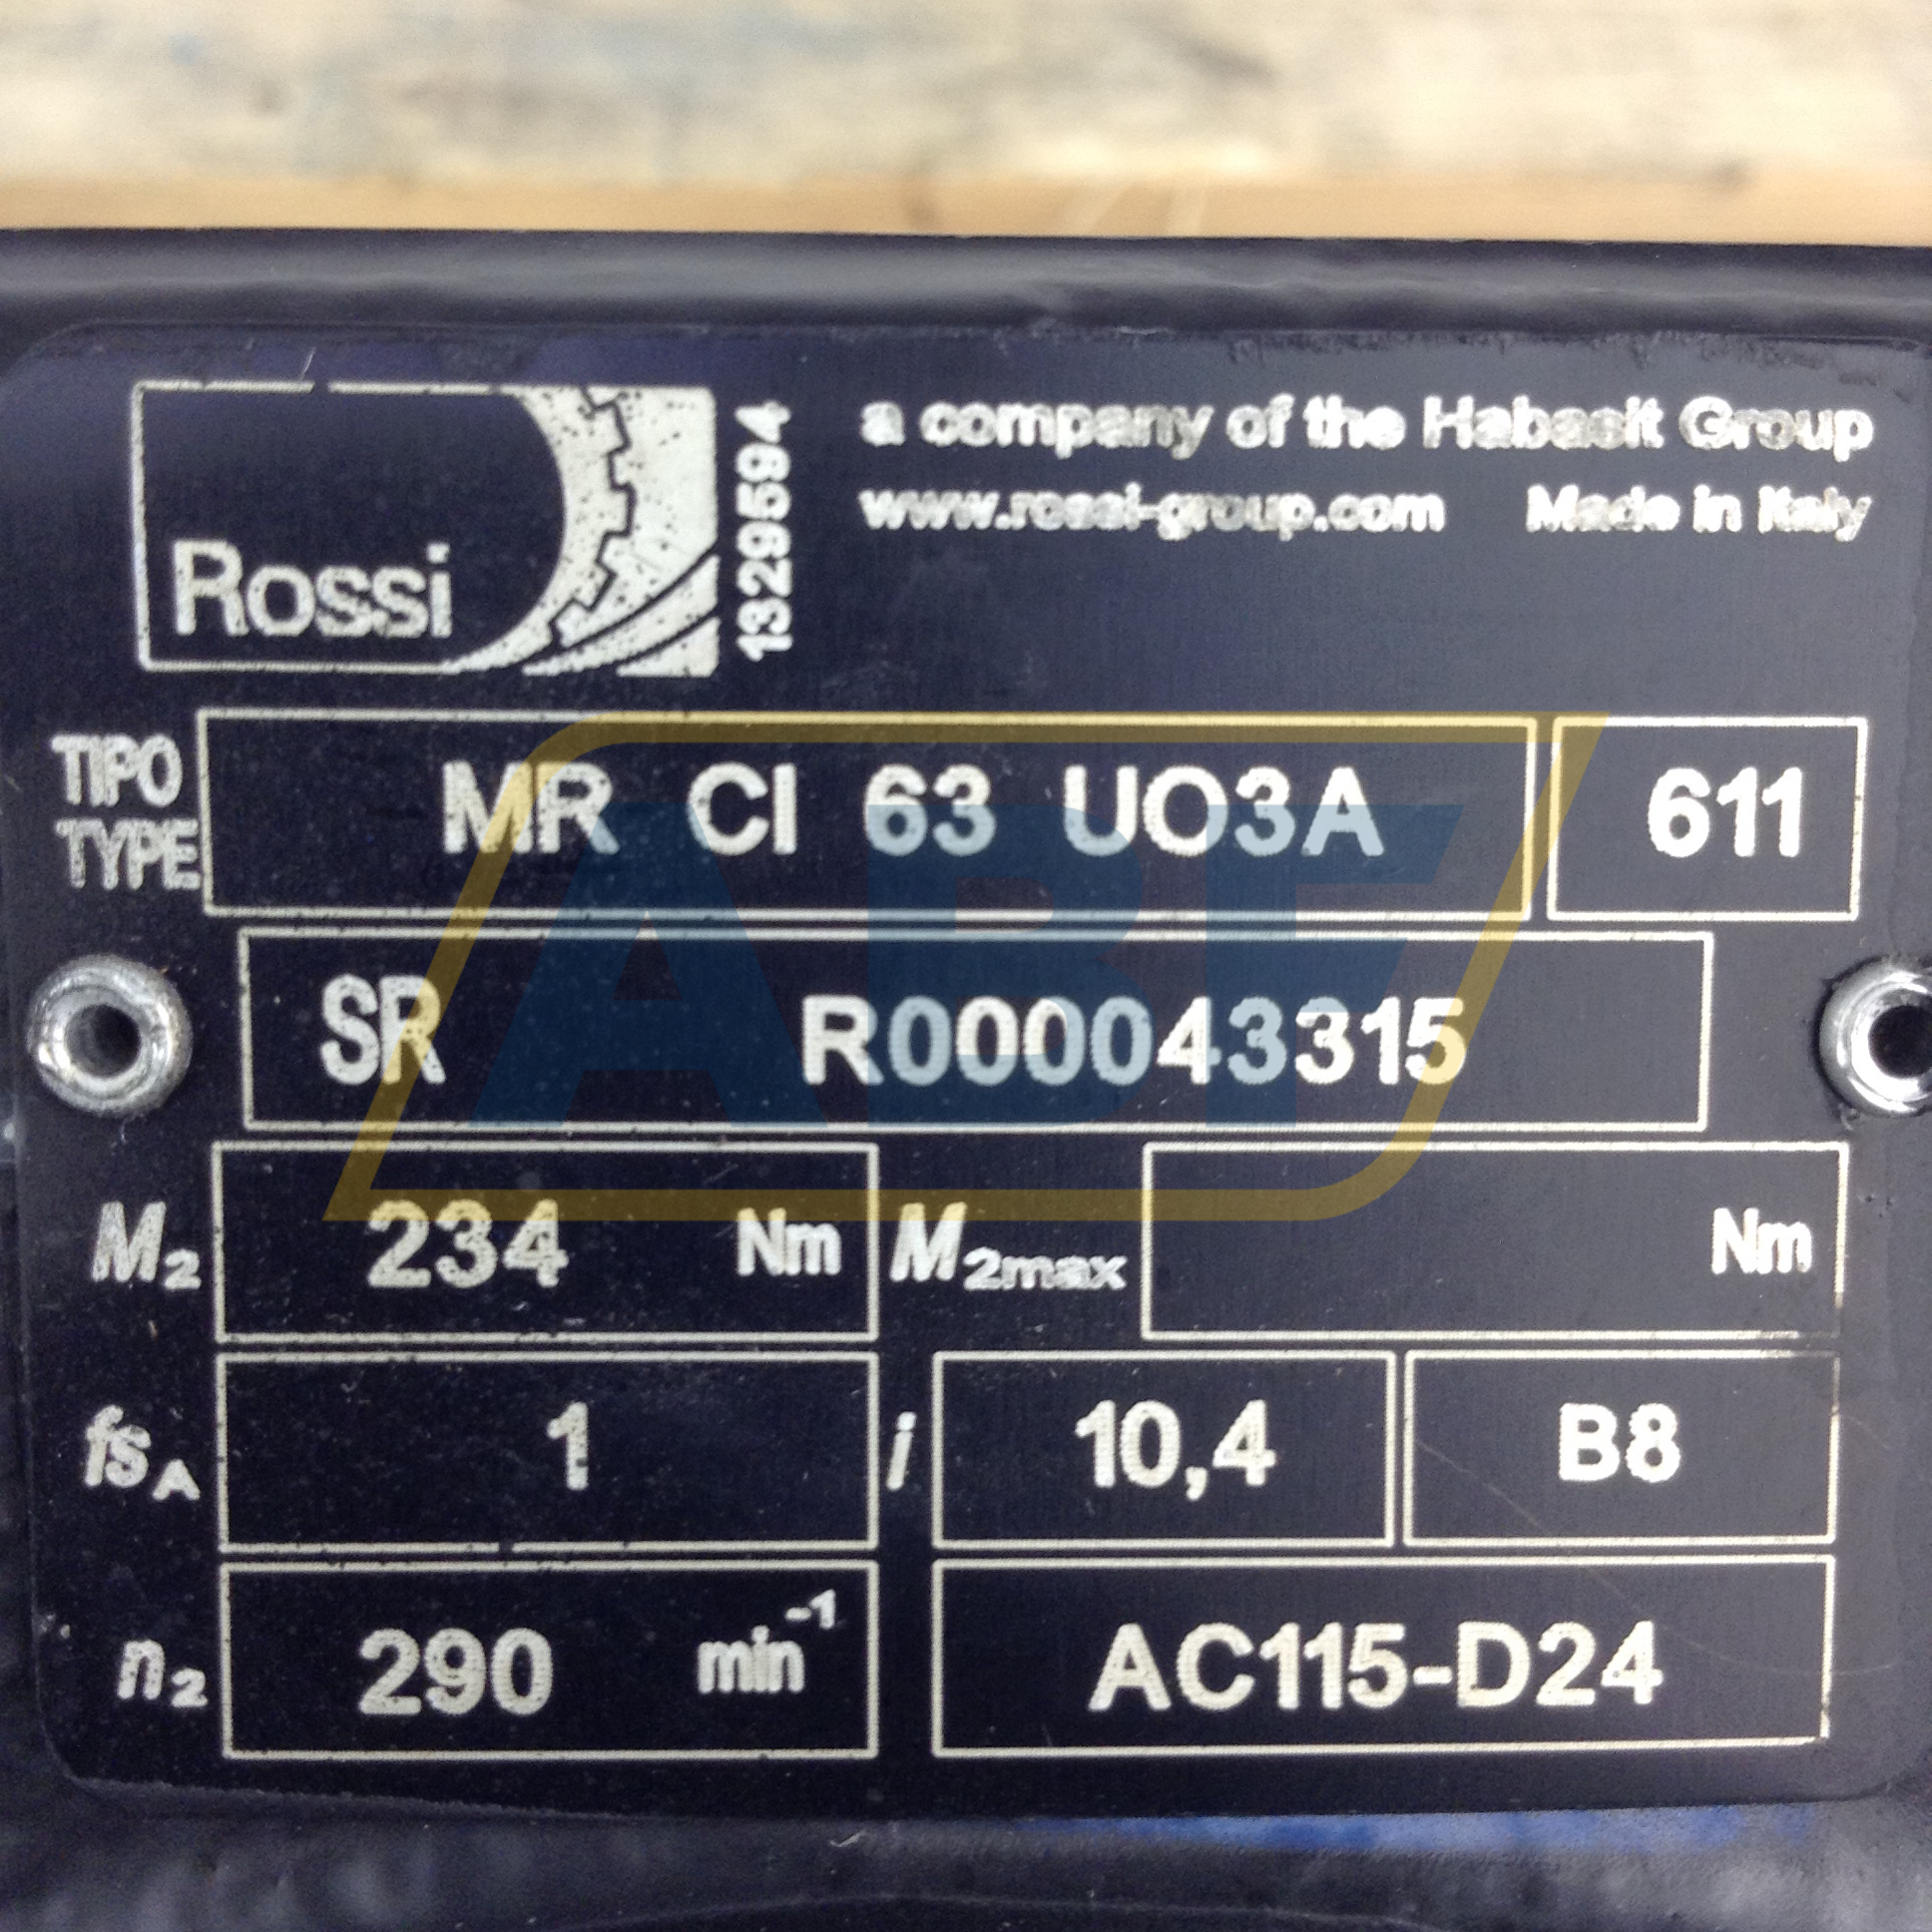 Rossi
1329594
a company of the Habasit Group
www.rossi-group.com Made in Italy
TIPO
TYPE
MR CI 63 UO3A 611
SR R000043315
M₂ 234 Nm M₂max Nm
fsA 1 i 10,4 B8
n₂ 290 min⁻¹ AC115-D24
ABF